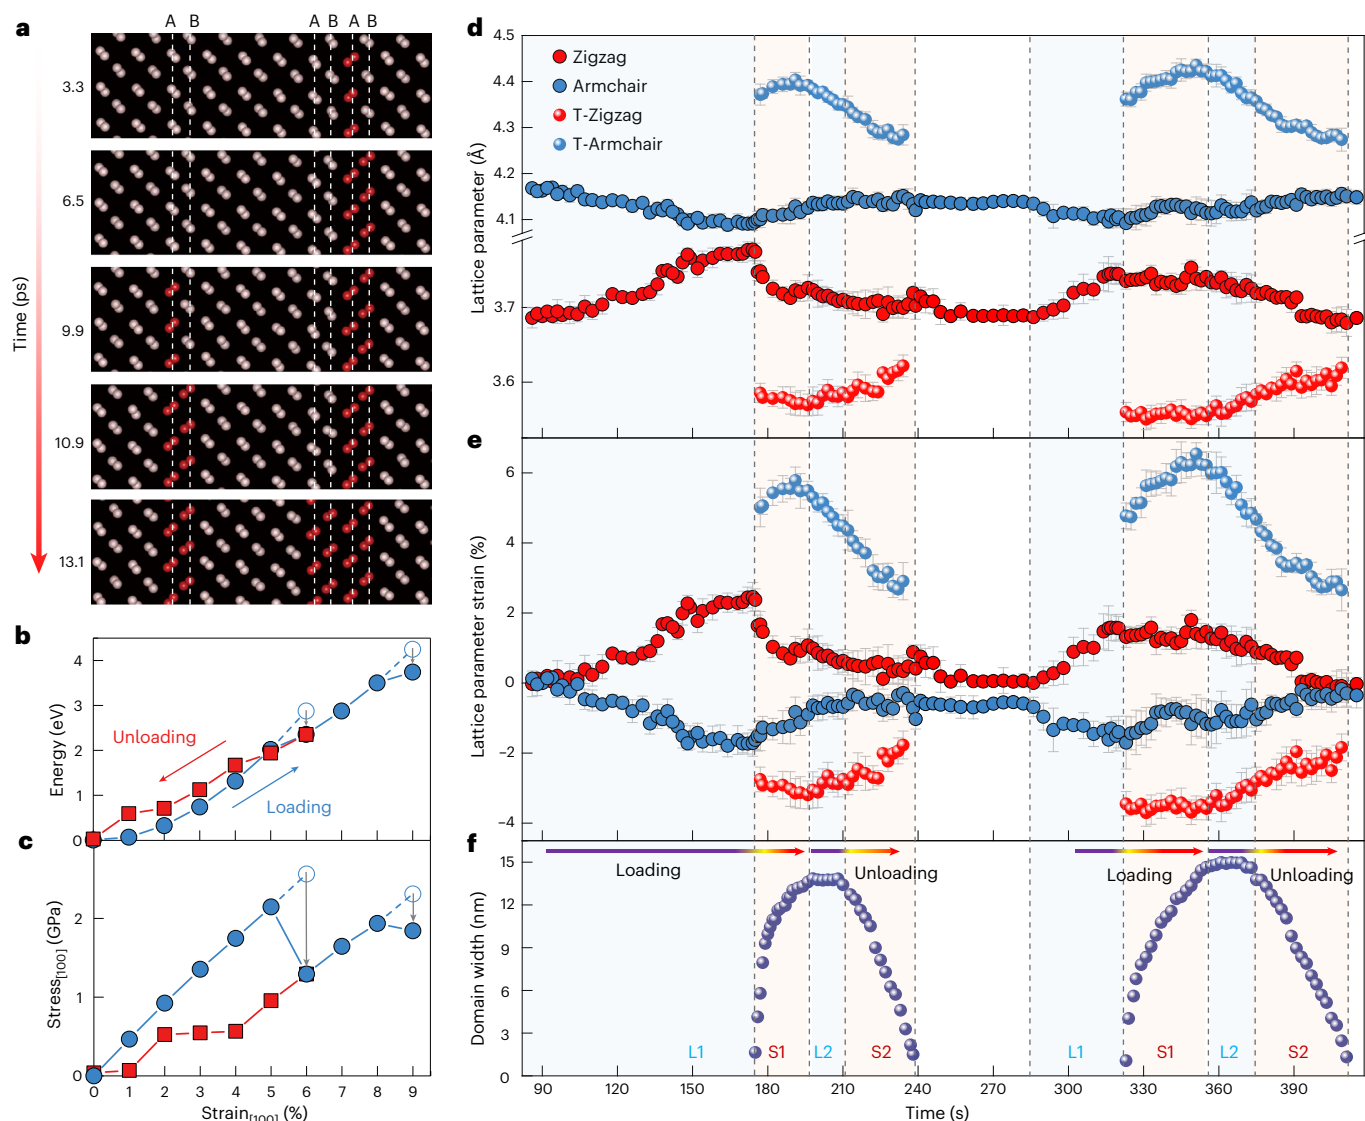 a
A B A B A B
3.3
6.5
9.9
10.9
13.1
Time (ps)
b
4
3
2
1
0
Energy (eV)
Unloading
Loading
c
2
1
0
Stress[100] (GPa)
0 1 2 3 4 5 6 7 8 9
Strain[100] (%)
d
4.5
4.4
4.3
4.2
4.1
3.7
3.6
Lattice parameter (Å)
Zigzag
Armchair
T-Zigzag
T-Armchair
e
6
4
2
0
−2
−4
Lattice parameter strain (%)
f
15
12
9
6
3
0
Domain width (nm)
Loading
Unloading
Loading
Unloading
L1 S1 L2 S2 L1 S1 L2 S2
90 120 150 180 210 240 270 300 330 360 390
Time (s)